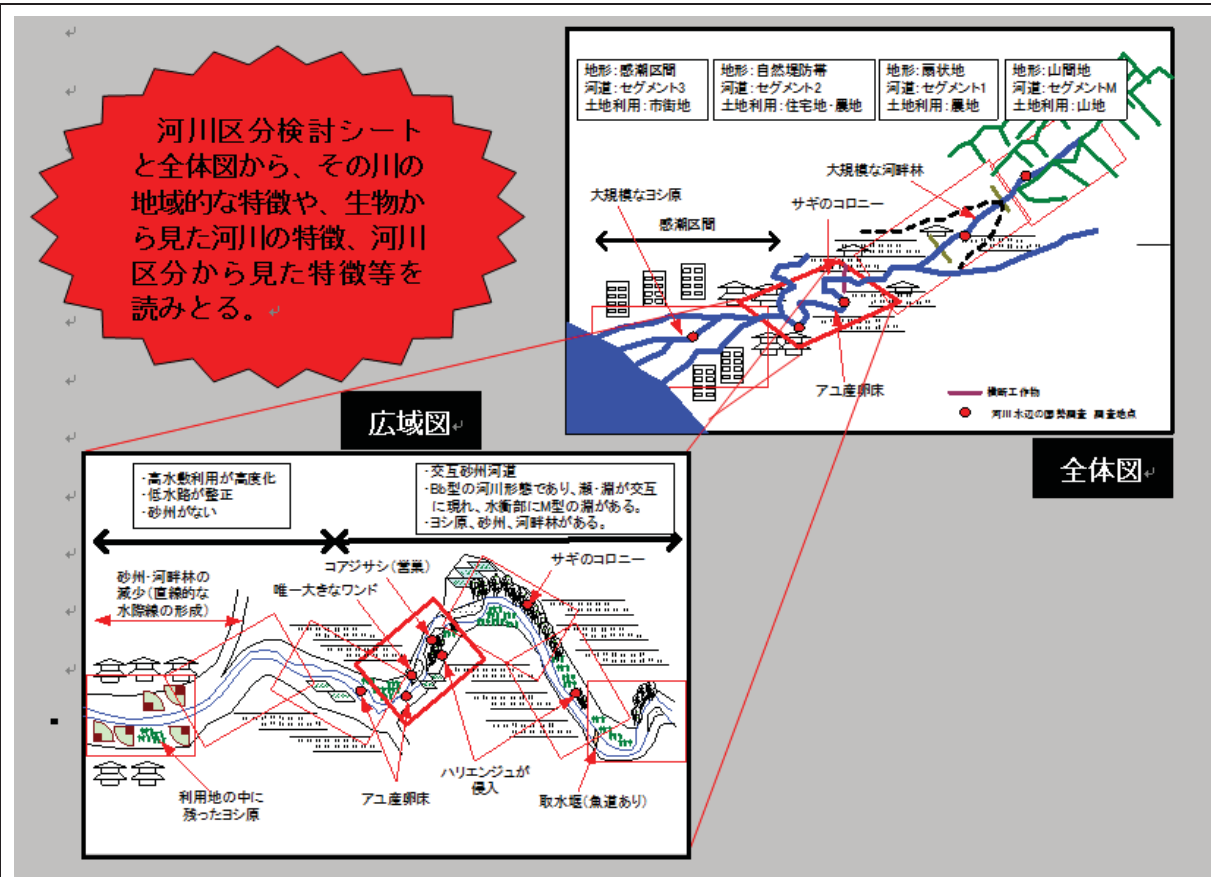 河川区分検討シート
と全体図から、その川の
地域的な特徴や、生物か
ら見た河川の特徴、河川
区分から見た特徴等を
読みとる。
地形:感潮区間
河道:セグメント3
土地利用:市街地
地形:自然堤防帯
河道:セグメント2
土地利用:住宅地・農地
地形:扇状地
河道:セグメント1
土地利用:農地
地形:山間地
河道:セグメントM
土地利用:山地
大規模な河畔林
大規模なヨシ原
サギのコロニー
感潮区間
アユ産卵床
横断工作物
河川水辺の国勢調査 調査地点
全体図
広域図
・高水敷利用が高度化
・低水路が整正
・砂州がない
・交互砂州河道
・Bb型の河川形態であり、瀬・淵が交互
に現れ、水衝部にM型の淵がある。
・ヨシ原、砂州、河畔林がある。
コアジサシ(営巣)
サギのコロニー
砂州・河畔林の
減少(直線的な
水際線の形成)
唯一大きなワンド
利用地の中に
残ったヨシ原
アユ産卵床
ハリエンジュが
侵入
取水堰(魚道あり)